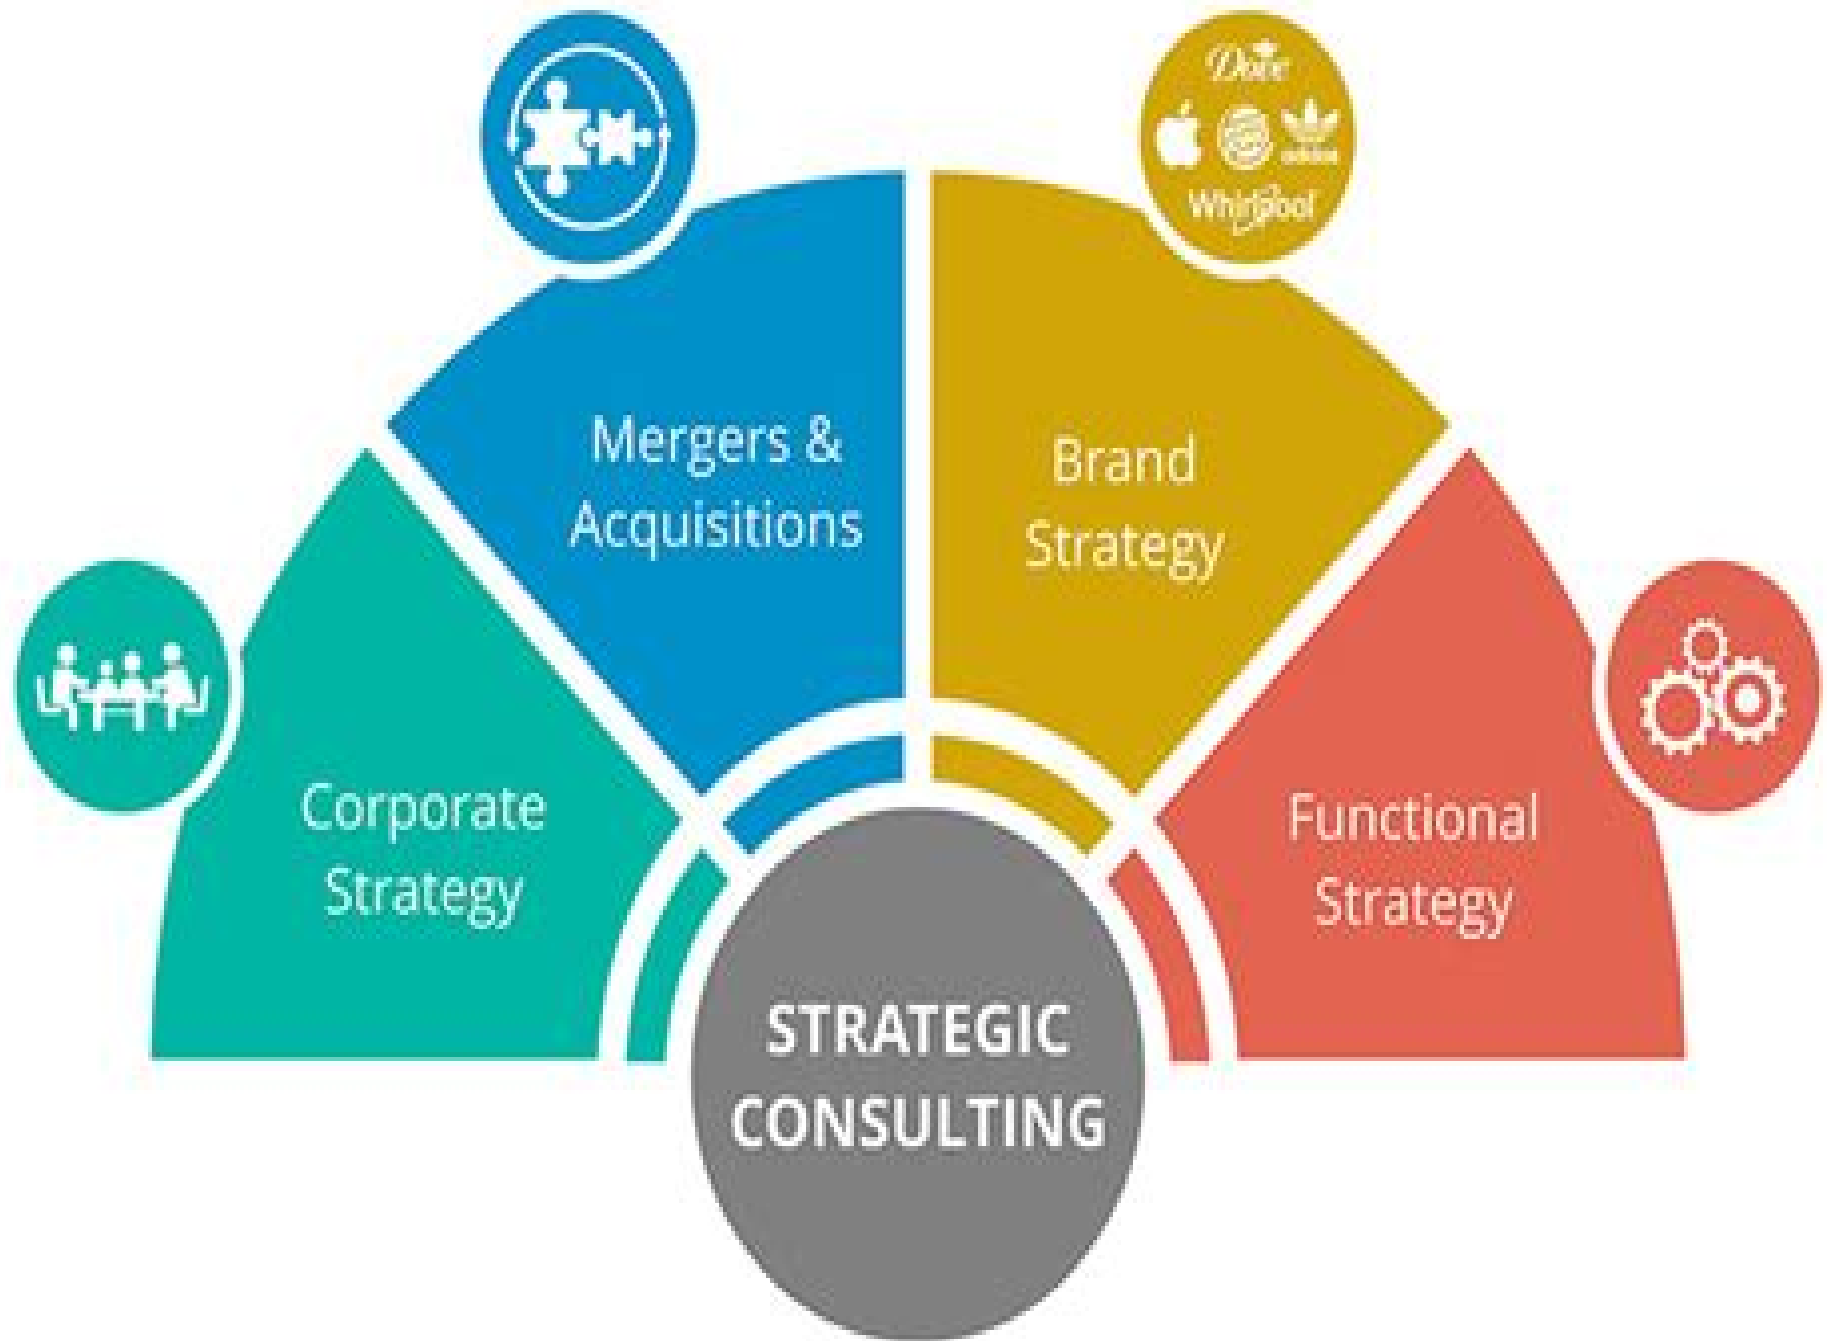 Dove
adidas
Whirlpool
Mergers &
Acquisitions
Brand
Strategy
Corporate
Strategy
Functional
Strategy
STRATEGIC
CONSULTING